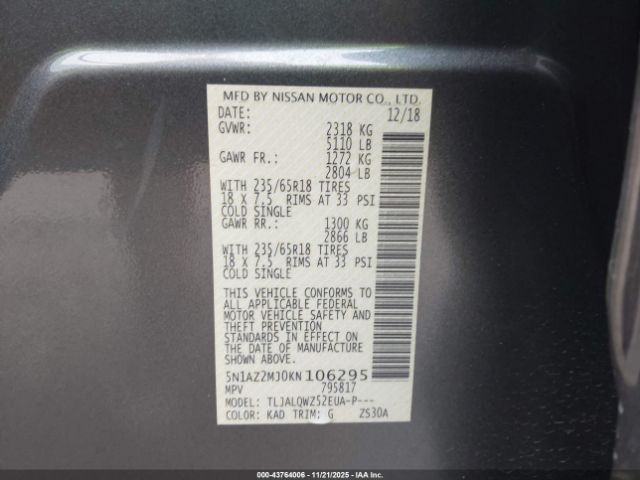 MFD BY NISSAN MOTOR CO., LTD.
DATE: 12/18
GVWR: 2318 KG
5110 LB
GAWR FR.: 1272 KG
2804 LB
WITH 235/65R18 TIRES
18 X 7.5 RIMS AT 33 PSI
COLD SINGLE
GAWR RR.: 1300 KG
2866 LB
WITH 235/65R18 TIRES
18 X 7.5 RIMS AT 33 PSI
COLD SINGLE
THIS VEHICLE CONFORMS TO
ALL APPLICABLE FEDERAL
MOTOR VEHICLE SAFETY AND
THEFT PREVENTION
STANDARDS IN EFFECT ON
THE DATE OF MANUFACTURE
SHOWN ABOVE.
5N1AZ2MJ0KN106295
MPV 795817
MODEL: TLJALQWZ52EUA-P---
COLOR: KAD TRIM: G ZS30A
000-43764006 - 11/21/2025 - IAA Inc.